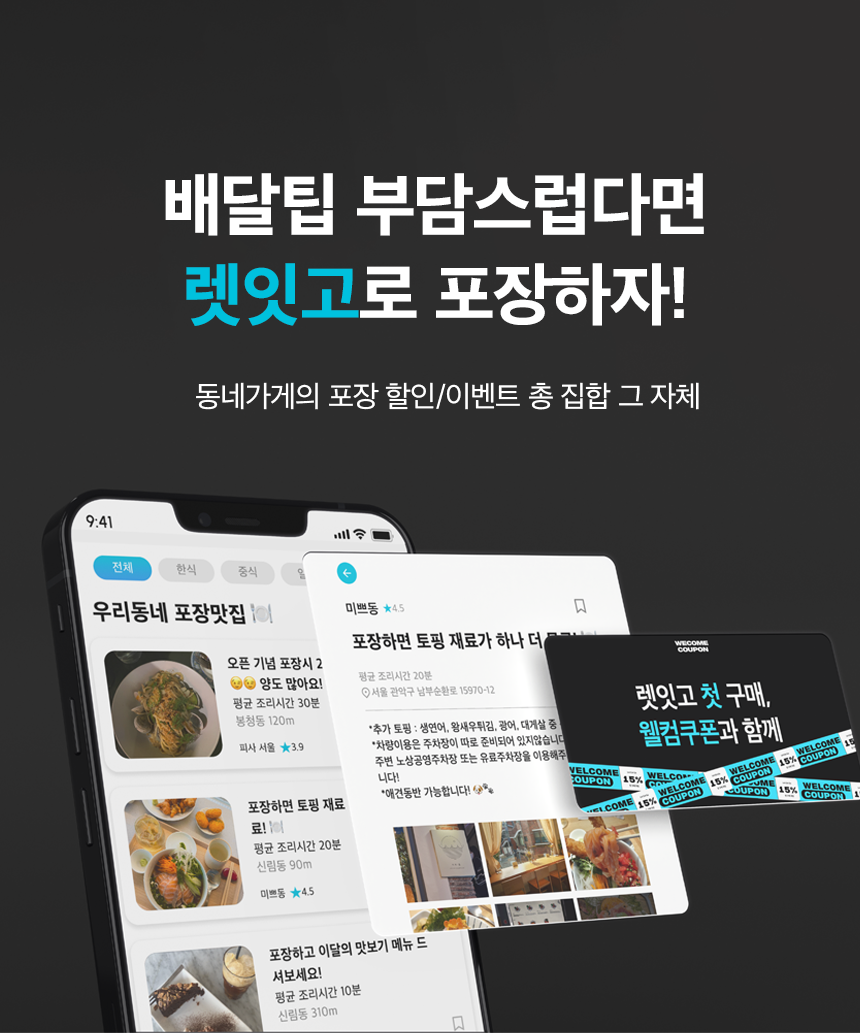 배달팁 부담스럽다면
렛잇고로 포장하자!
동네가게의 포장 할인/이벤트 총 집합 그 자체
9:41
전체
한식
중식
우리동네 포장맛집 🍽️
오픈 기념 포장시 2
😉😉 양도 많아요!
평균 조리시간 30분
봉청동 120m
피사 서울 ★3.9
포장하면 토핑 재료
료! 🍽️
평균 조리시간 20분
신림동 90m
미쁘동 ★4.5
포장하고 이달의 맛보기 메뉴 드
셔보세요!
평균 조리시간 10분
신림동 310m
미쁘동 ★4.5
포장하면 토핑 재료가 하나 더
평균 조리시간 20분
서울 관악구 남부순환로 15970-12
*추가 토핑 : 생연어, 왕새우튀김, 광어, 대게살 중
*차량이용은 주차장이 따로 준비되어 있지않습니다
주변 노상공영주차장 또는 유료주차장을 이용해주
니다!
*애견동반 가능합니다! 🐶🐾
WECOME
COUPON
렛잇고 첫 구매,
웰컴쿠폰과 함께
WELCOME COUPON 15% WELCOME COUPON 15% WELCOME COUPON 15% WELCOME COUPON
WELCOME COUPON 15% WELCOME COUPON 15% WELCOME COUPON 15%